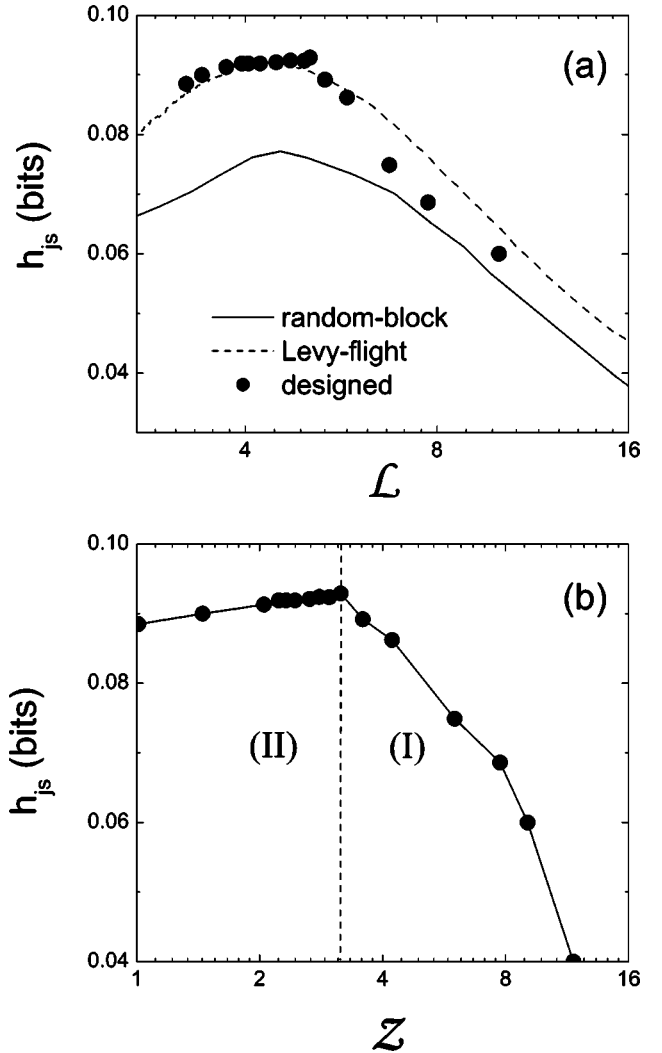 0.10
(a)
0.08
h_js (bits)
0.06
random-block
Levy-flight
designed
0.04
4 8 16
ℒ
0.10
(b)
0.08
h_js (bits)
(II) (I)
0.06
0.04
1 2 4 8 16
𝓏